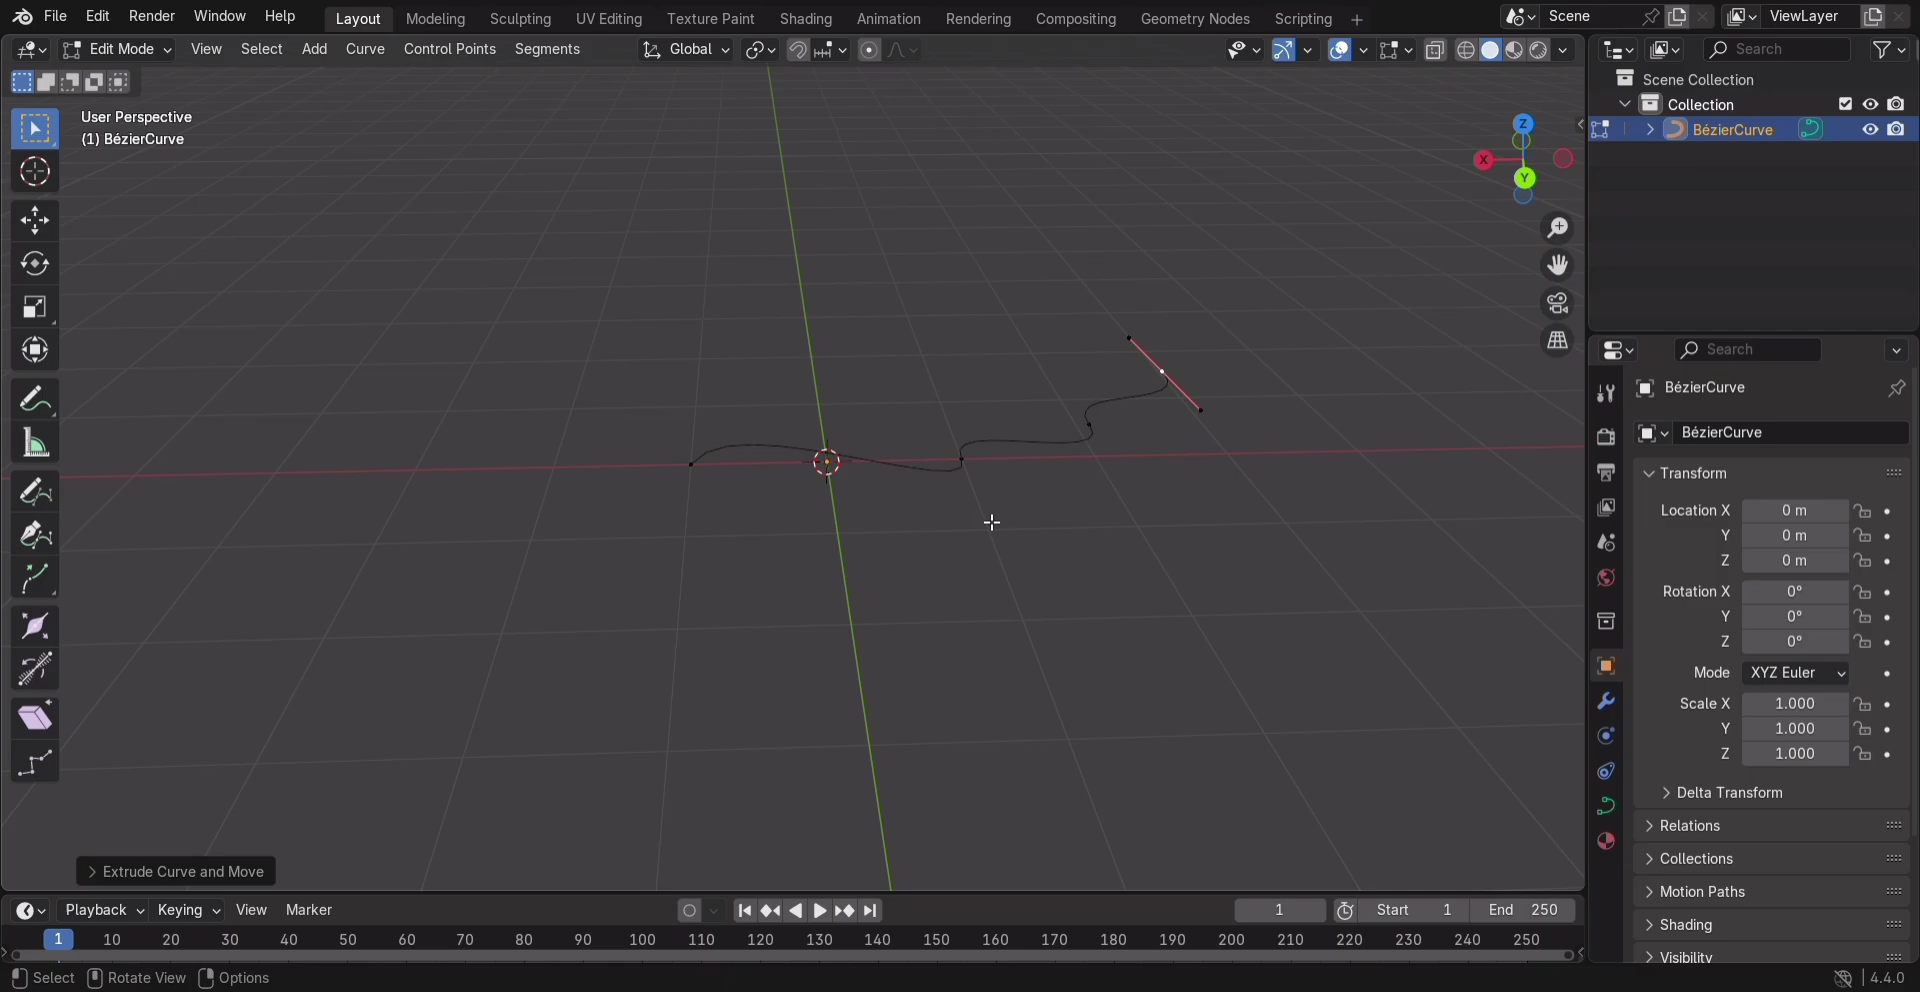 File Edit Render Window Help Layout Modeling Sculpting UV Editing Texture Paint Shading Animation Rendering Compositing Geometry Nodes Scripting + Scene ViewLayer
Edit Mode View Select Add Curve Control Points Segments Global Search
User Perspective
(1) BézierCurve
Z
X
Y
Scene Collection
Collection
BézierCurve
Search
BézierCurve
BézierCurve
Transform
Location X 0 m
Y 0 m
Z 0 m
Rotation X 0°
Y 0°
Z 0°
Mode XYZ Euler
Scale X 1.000
Y 1.000
Z 1.000
Delta Transform
Relations
Collections
Motion Paths
Shading
Visibility
Extrude Curve and Move
Playback Keying View Marker 1 Start 1 End 250
1 10 20 30 40 50 60 70 80 90 100 110 120 130 140 150 160 170 180 190 200 210 220 230 240 250
Select Rotate View Options 4.4.0